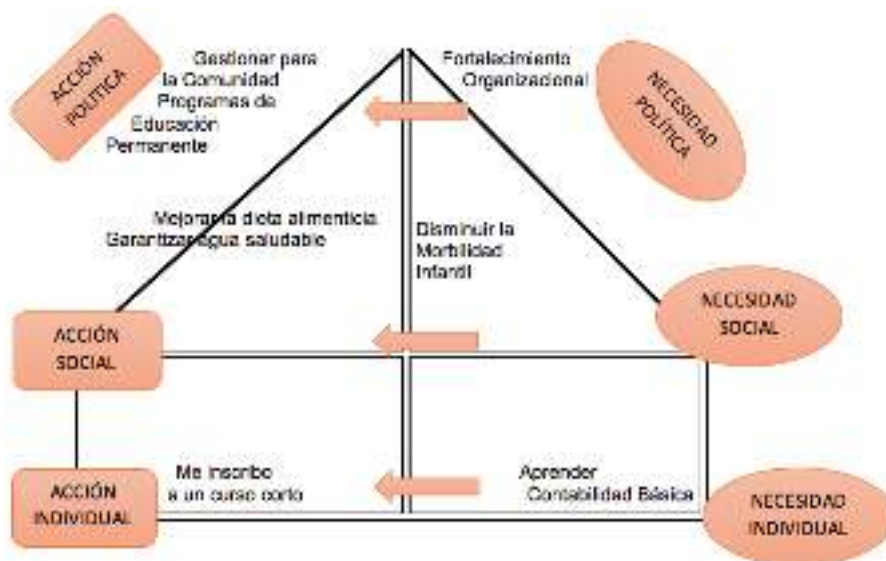 ACCIÓN
POLITICA
Gestionar para
la Comunidad
Programas de
Educación
Permanente
Fortalecimiento
Organizacional
NECESIDAD
POLÍTICA
Mejorar la dieta alimenticia
Garantizar agua saludable
Disminuir la
Morbilidad
Infantil
ACCIÓN
SOCIAL
NECESIDAD
SOCIAL
Me inscribo
a un curso corto
Aprender
Contabilidad Básica
ACCIÓN
INDIVIDUAL
NECESIDAD
INDIVIDUAL